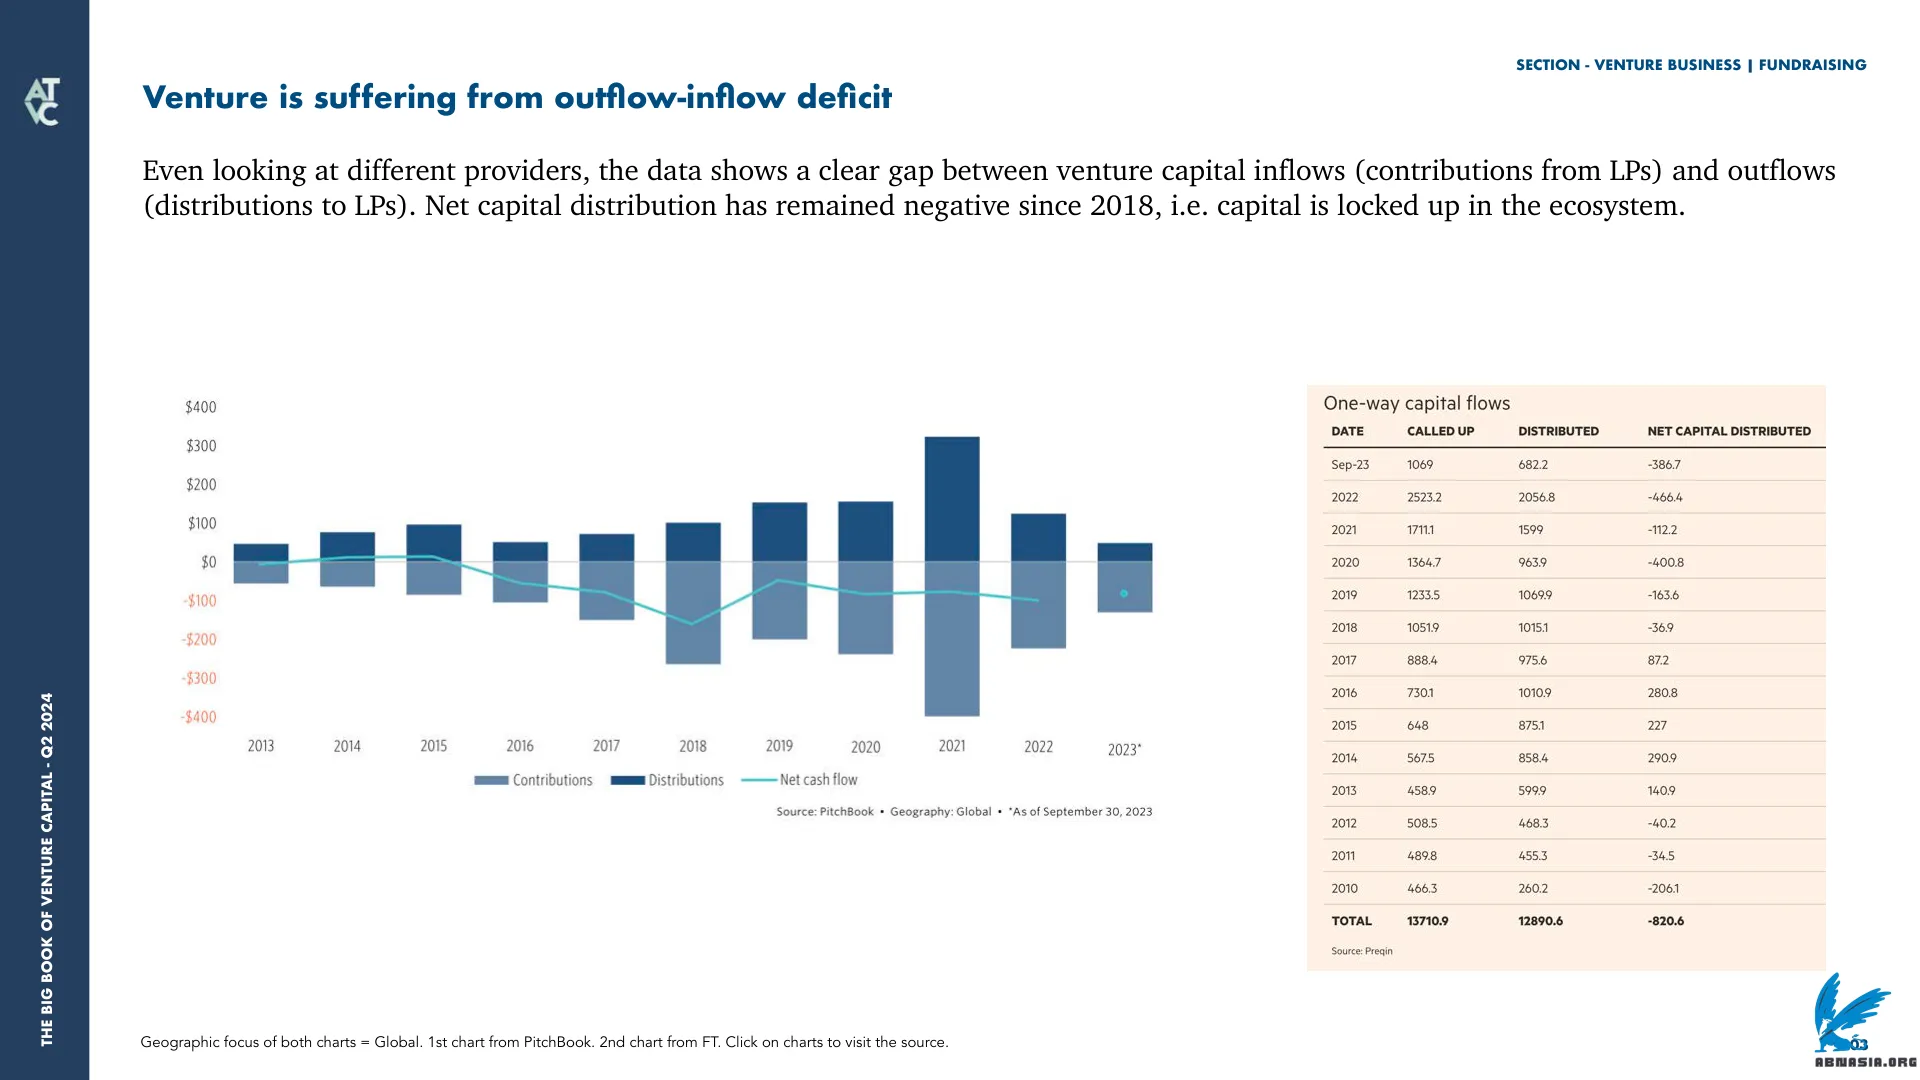 SECTION - VENTURE BUSINESS | FUNDRAISING
ATVC
Venture is suffering from outflow-inflow deficit
Even looking at different providers, the data shows a clear gap between venture capital inflows (contributions from LPs) and outflows
(distributions to LPs). Net capital distribution has remained negative since 2018, i.e. capital is locked up in the ecosystem.
$400
$300
$200
$100
$0
-$100
-$200
-$300
-$400
2013 2014 2015 2016 2017 2018 2019 2020 2021 2022 2023*
Contributions Distributions Net cash flow
Source: PitchBook • Geography: Global • *As of September 30, 2023
One-way capital flows
DATE CALLED UP DISTRIBUTED NET CAPITAL DISTRIBUTED
Sep-23 1069 682.2 -386.7
2022 2523.2 2056.8 -466.4
2021 1711.1 1599 -112.2
2020 1364.7 963.9 -400.8
2019 1233.5 1069.9 -163.6
2018 1051.9 1015.1 -36.9
2017 888.4 975.6 87.2
2016 730.1 1010.9 280.8
2015 648 875.1 227
2014 567.5 858.4 290.9
2013 458.9 599.9 140.9
2012 508.5 468.3 -40.2
2011 489.8 455.3 -34.5
2010 466.3 260.2 -206.1
TOTAL 13710.9 12890.6 -820.6
Source: Preqin
THE BIG BOOK OF VENTURE CAPITAL - Q2 2024
Geographic focus of both charts = Global. 1st chart from PitchBook. 2nd chart from FT. Click on charts to visit the source.
03
ABNASIA.ORG